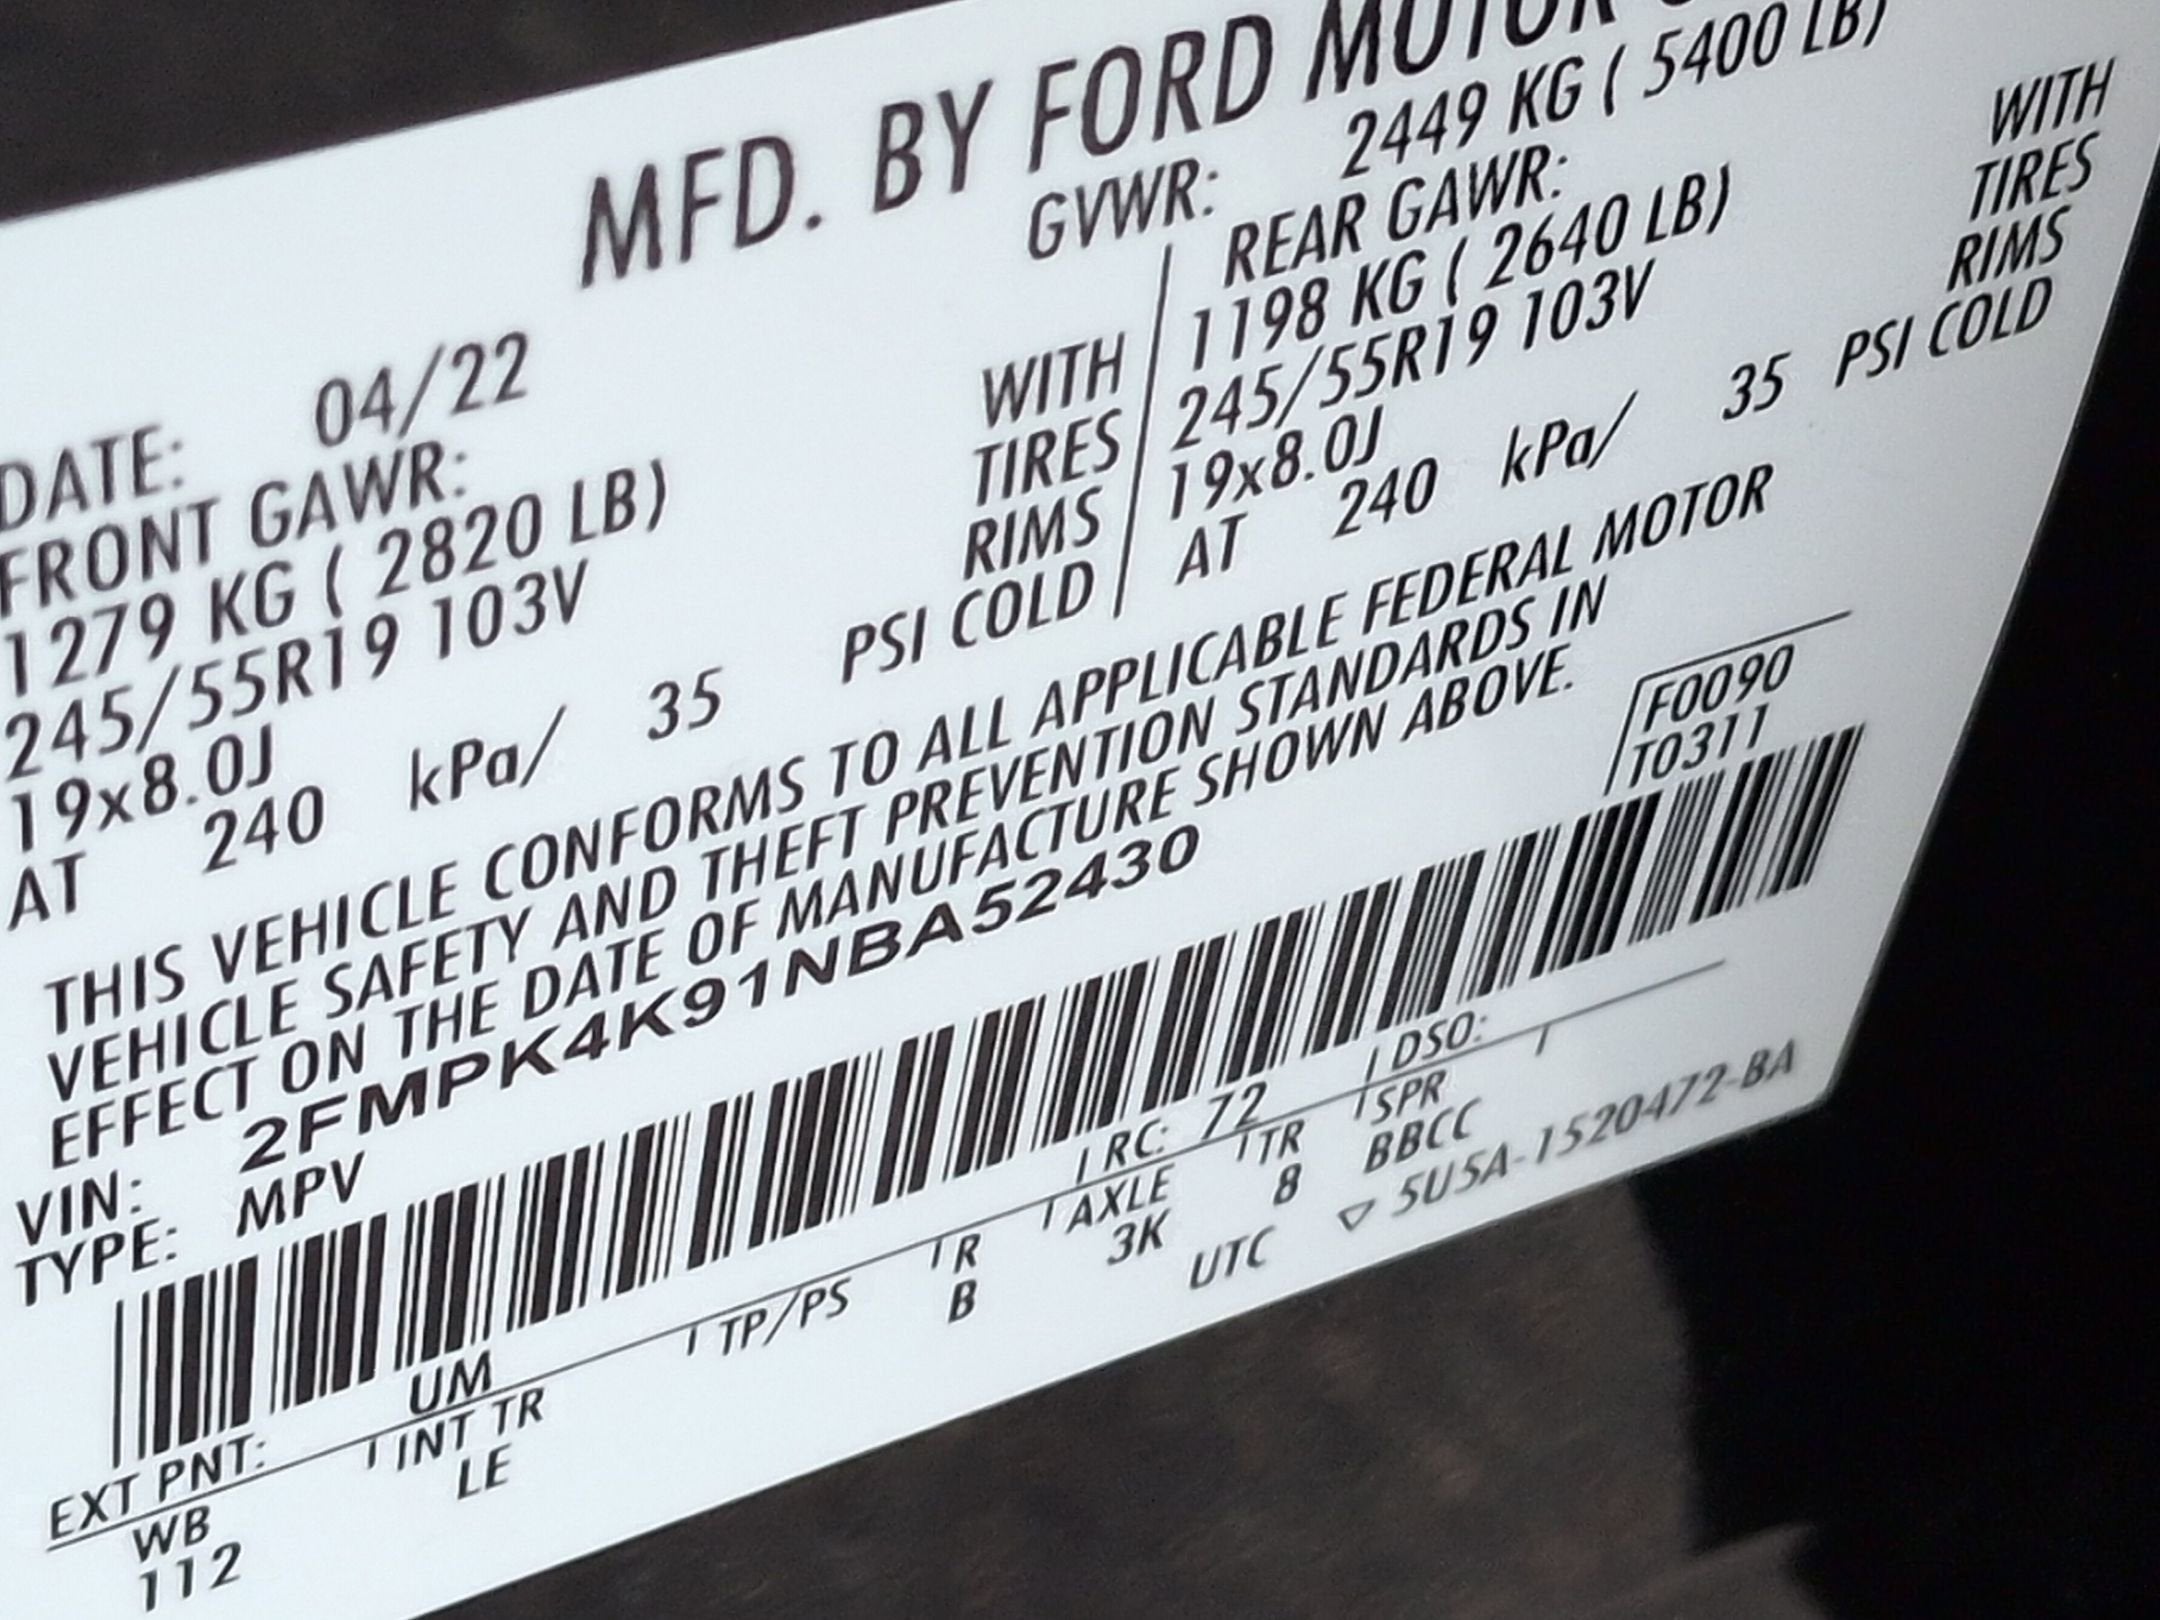 MFD. BY FORD MOTOR
GVWR: 2449 KG ( 5400 LB)
DATE: 04/22
FRONT GAWR:
1279 KG ( 2820 LB) WITH
245/55R19 103V TIRES
19x8.0J RIMS
AT 240 kPa/ 35 PSI COLD
REAR GAWR:
1198 KG ( 2640 LB) WITH
245/55R19 103V TIRES
19x8.0J RIMS
AT 240 kPa/ 35 PSI COLD
THIS VEHICLE CONFORMS TO ALL APPLICABLE FEDERAL MOTOR
VEHICLE SAFETY AND THEFT PREVENTION STANDARDS IN
EFFECT ON THE DATE OF MANUFACTURE SHOWN ABOVE.
VIN: 2FMPK4K91NBA52430
TYPE: MPV
F0090
T0311
EXT PNT: UM RC: 72 DSO:
WB INT TR TP/PS R AXLE TR SPR
112 LE B 3K 8 BBCC
UTC ▽ 5U5A-1520472-BA